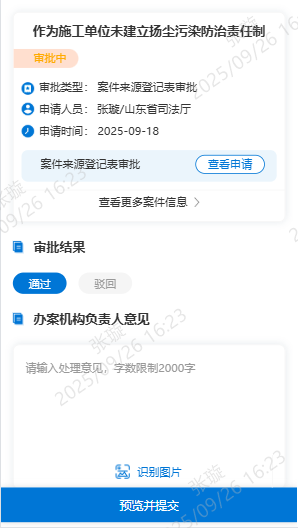 作为施工单位未建立扬尘污染防治责任制
审批中
审批类型： 案件来源登记表审批
申请人员： 张璇/山东省司法厅
申请时间： 2025-09-18
案件来源登记表审批 查看申请
查看更多案件信息
审批结果
通过 驳回
办案机构负责人意见
请输入处理意见，字数限制2000字
识别图片
预览并提交
张璇
2025/09/26 16:23